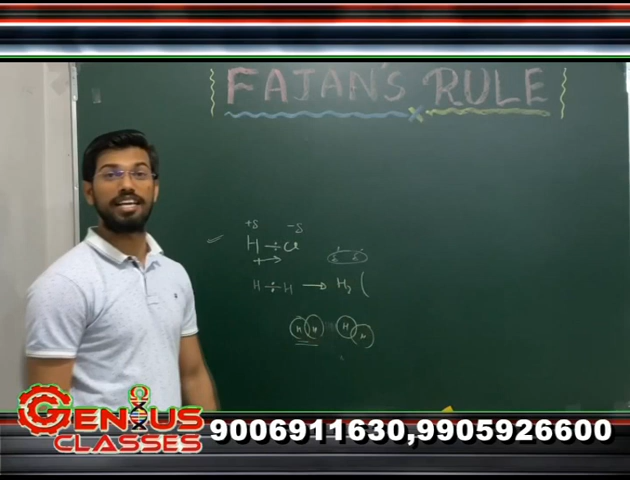 FAJAN'S RULE
+δ -δ
H Cl
H H → H₂ (
H H H H
GENIUS
CLASSES
9006911630,9905926600